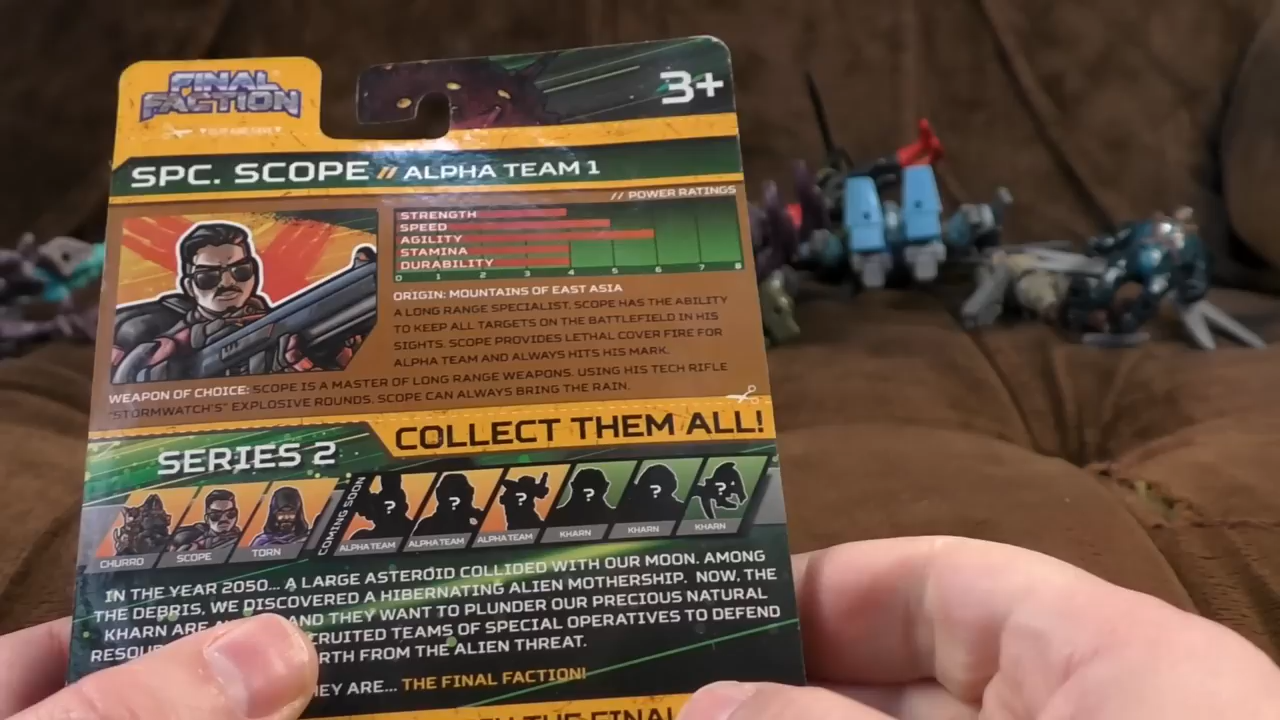 FINAL
FACTION
▼CLIP AND SAVE▼
3+
SPC. SCOPE // ALPHA TEAM 1
// POWER RATINGS
STRENGTH
SPEED
AGILITY
STAMINA
DURABILITY
0 1 2 3 4 5 6 7 8
ORIGIN: MOUNTAINS OF EAST ASIA
A LONG RANGE SPECIALIST, SCOPE HAS THE ABILITY
TO KEEP ALL TARGETS ON THE BATTLEFIELD IN HIS
SIGHTS. SCOPE PROVIDES LETHAL COVER FIRE FOR
ALPHA TEAM AND ALWAYS HITS HIS MARK.
WEAPON OF CHOICE: SCOPE IS A MASTER OF LONG RANGE WEAPONS. USING HIS TECH RIFLE
"STORMWATCH'S" EXPLOSIVE ROUNDS, SCOPE CAN ALWAYS BRING THE RAIN.
COLLECT THEM ALL!
SERIES 2
COMING SOON
? ? ? ? ? ?
CHURRO SCOPE TORN ALPHA TEAM ALPHA TEAM ALPHA TEAM KHARN KHARN KHARN
IN THE YEAR 2050... A LARGE ASTEROID COLLIDED WITH OUR MOON. AMONG
THE DEBRIS, WE DISCOVERED A HIBERNATING ALIEN MOTHERSHIP. NOW, THE
KHARN ARE AND THEY WANT TO PLUNDER OUR PRECIOUS NATURAL
TEAMS OF SPECIAL OPERATIVES TO DEFEND
FROM THE ALIEN THREAT.
ARE... THE FINAL FACTION!
THE FINAL